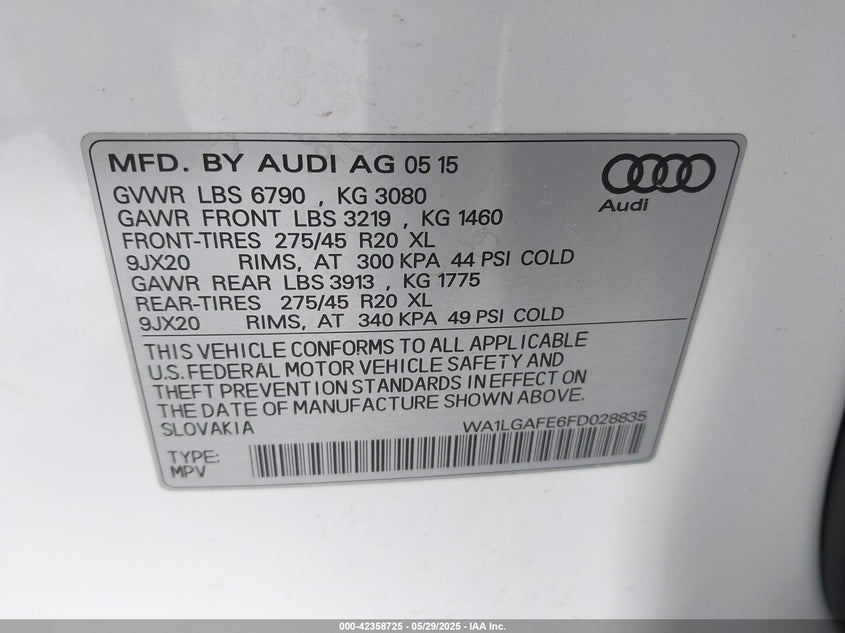 MFD. BY AUDI AG 05 15
GVWR LBS 6790 , KG 3080
GAWR FRONT LBS 3219 , KG 1460
FRONT-TIRES 275/45 R20 XL
9JX20 RIMS, AT 300 KPA 44 PSI COLD
GAWR REAR LBS 3913 , KG 1775
REAR-TIRES 275/45 R20 XL
9JX20 RIMS, AT 340 KPA 49 PSI COLD
Audi
THIS VEHICLE CONFORMS TO ALL APPLICABLE
U.S. FEDERAL MOTOR VEHICLE SAFETY AND
THEFT PREVENTION STANDARDS IN EFFECT ON
THE DATE OF MANUFACTURE SHOWN ABOVE.
SLOVAKIA WA1LGAFE6FD028835
TYPE:
MPV
000-42358725 - 05/29/2025 - IAA Inc.